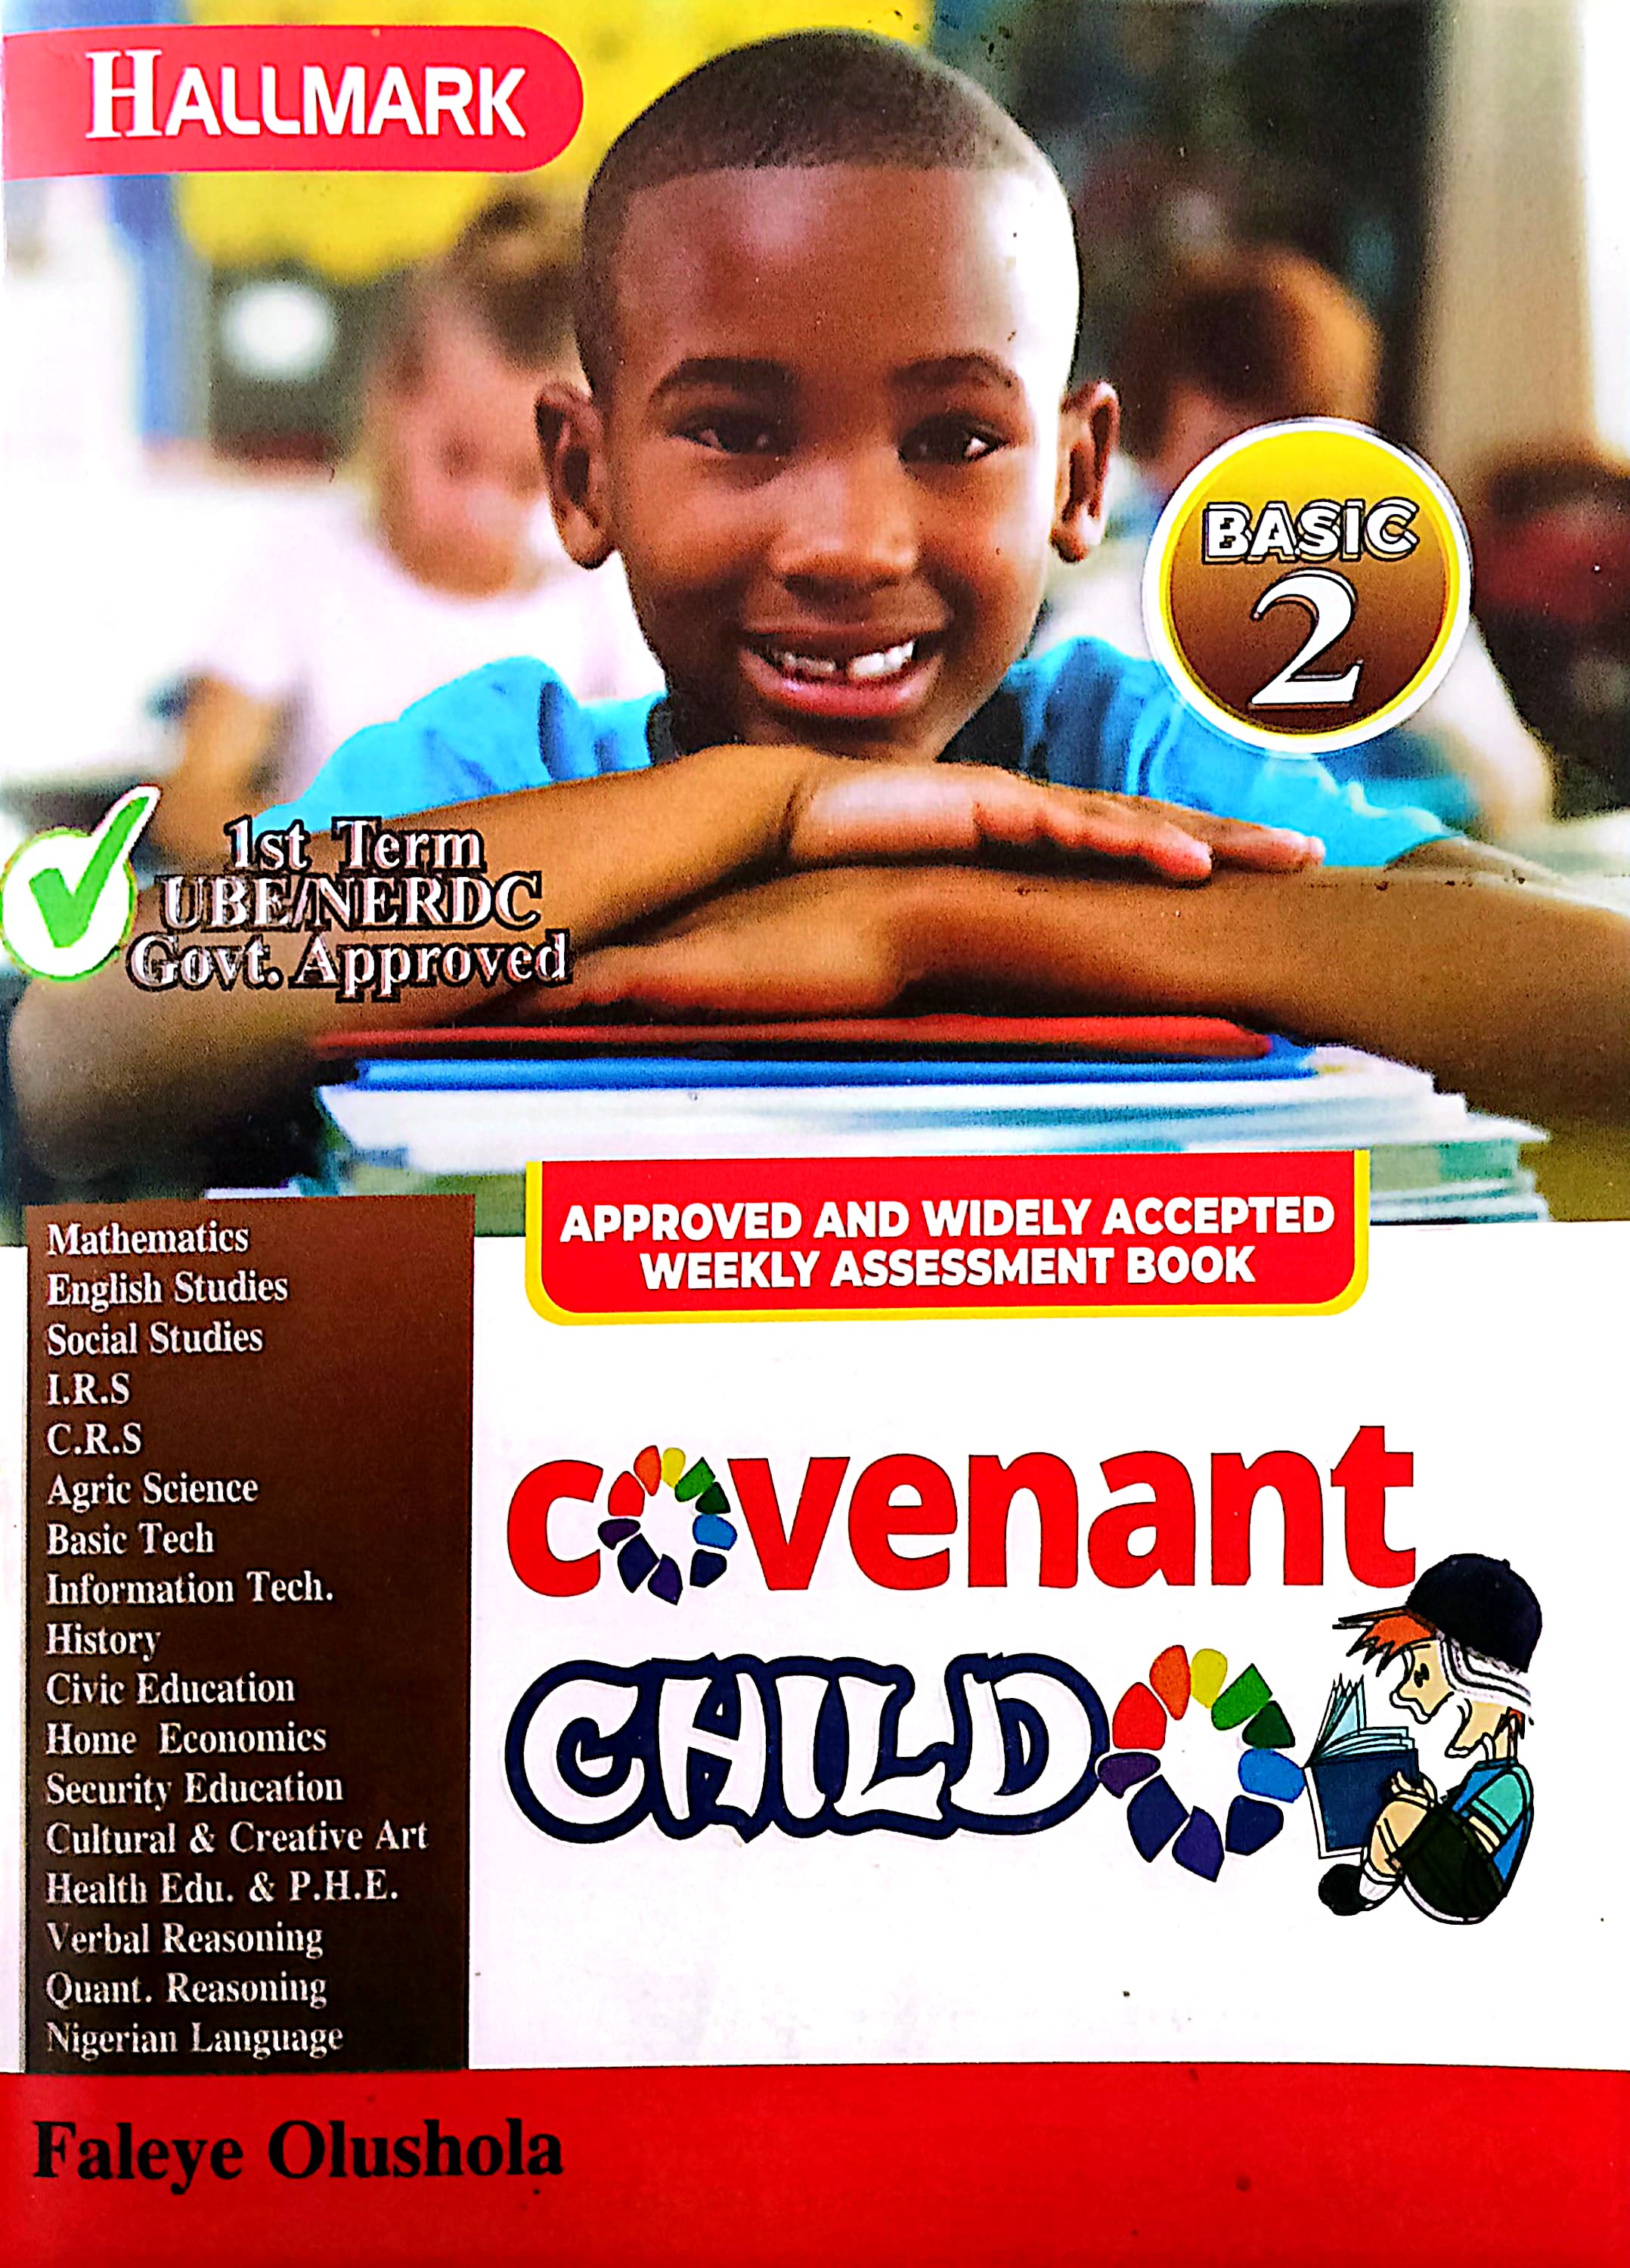 HALLMARK
BASIC
2
1st Term
UBE/NERDC
Govt. Approved
APPROVED AND WIDELY ACCEPTED
WEEKLY ASSESSMENT BOOK
Mathematics
English Studies
Social Studies
I.R.S
C.R.S
Agric Science
Basic Tech
Information Tech.
History
Civic Education
Home Economics
Security Education
Cultural & Creative Art
Health Edu. & P.H.E.
Verbal Reasoning
Quant. Reasoning
Nigerian Language
covenant
CHILD
Faleye Olushola